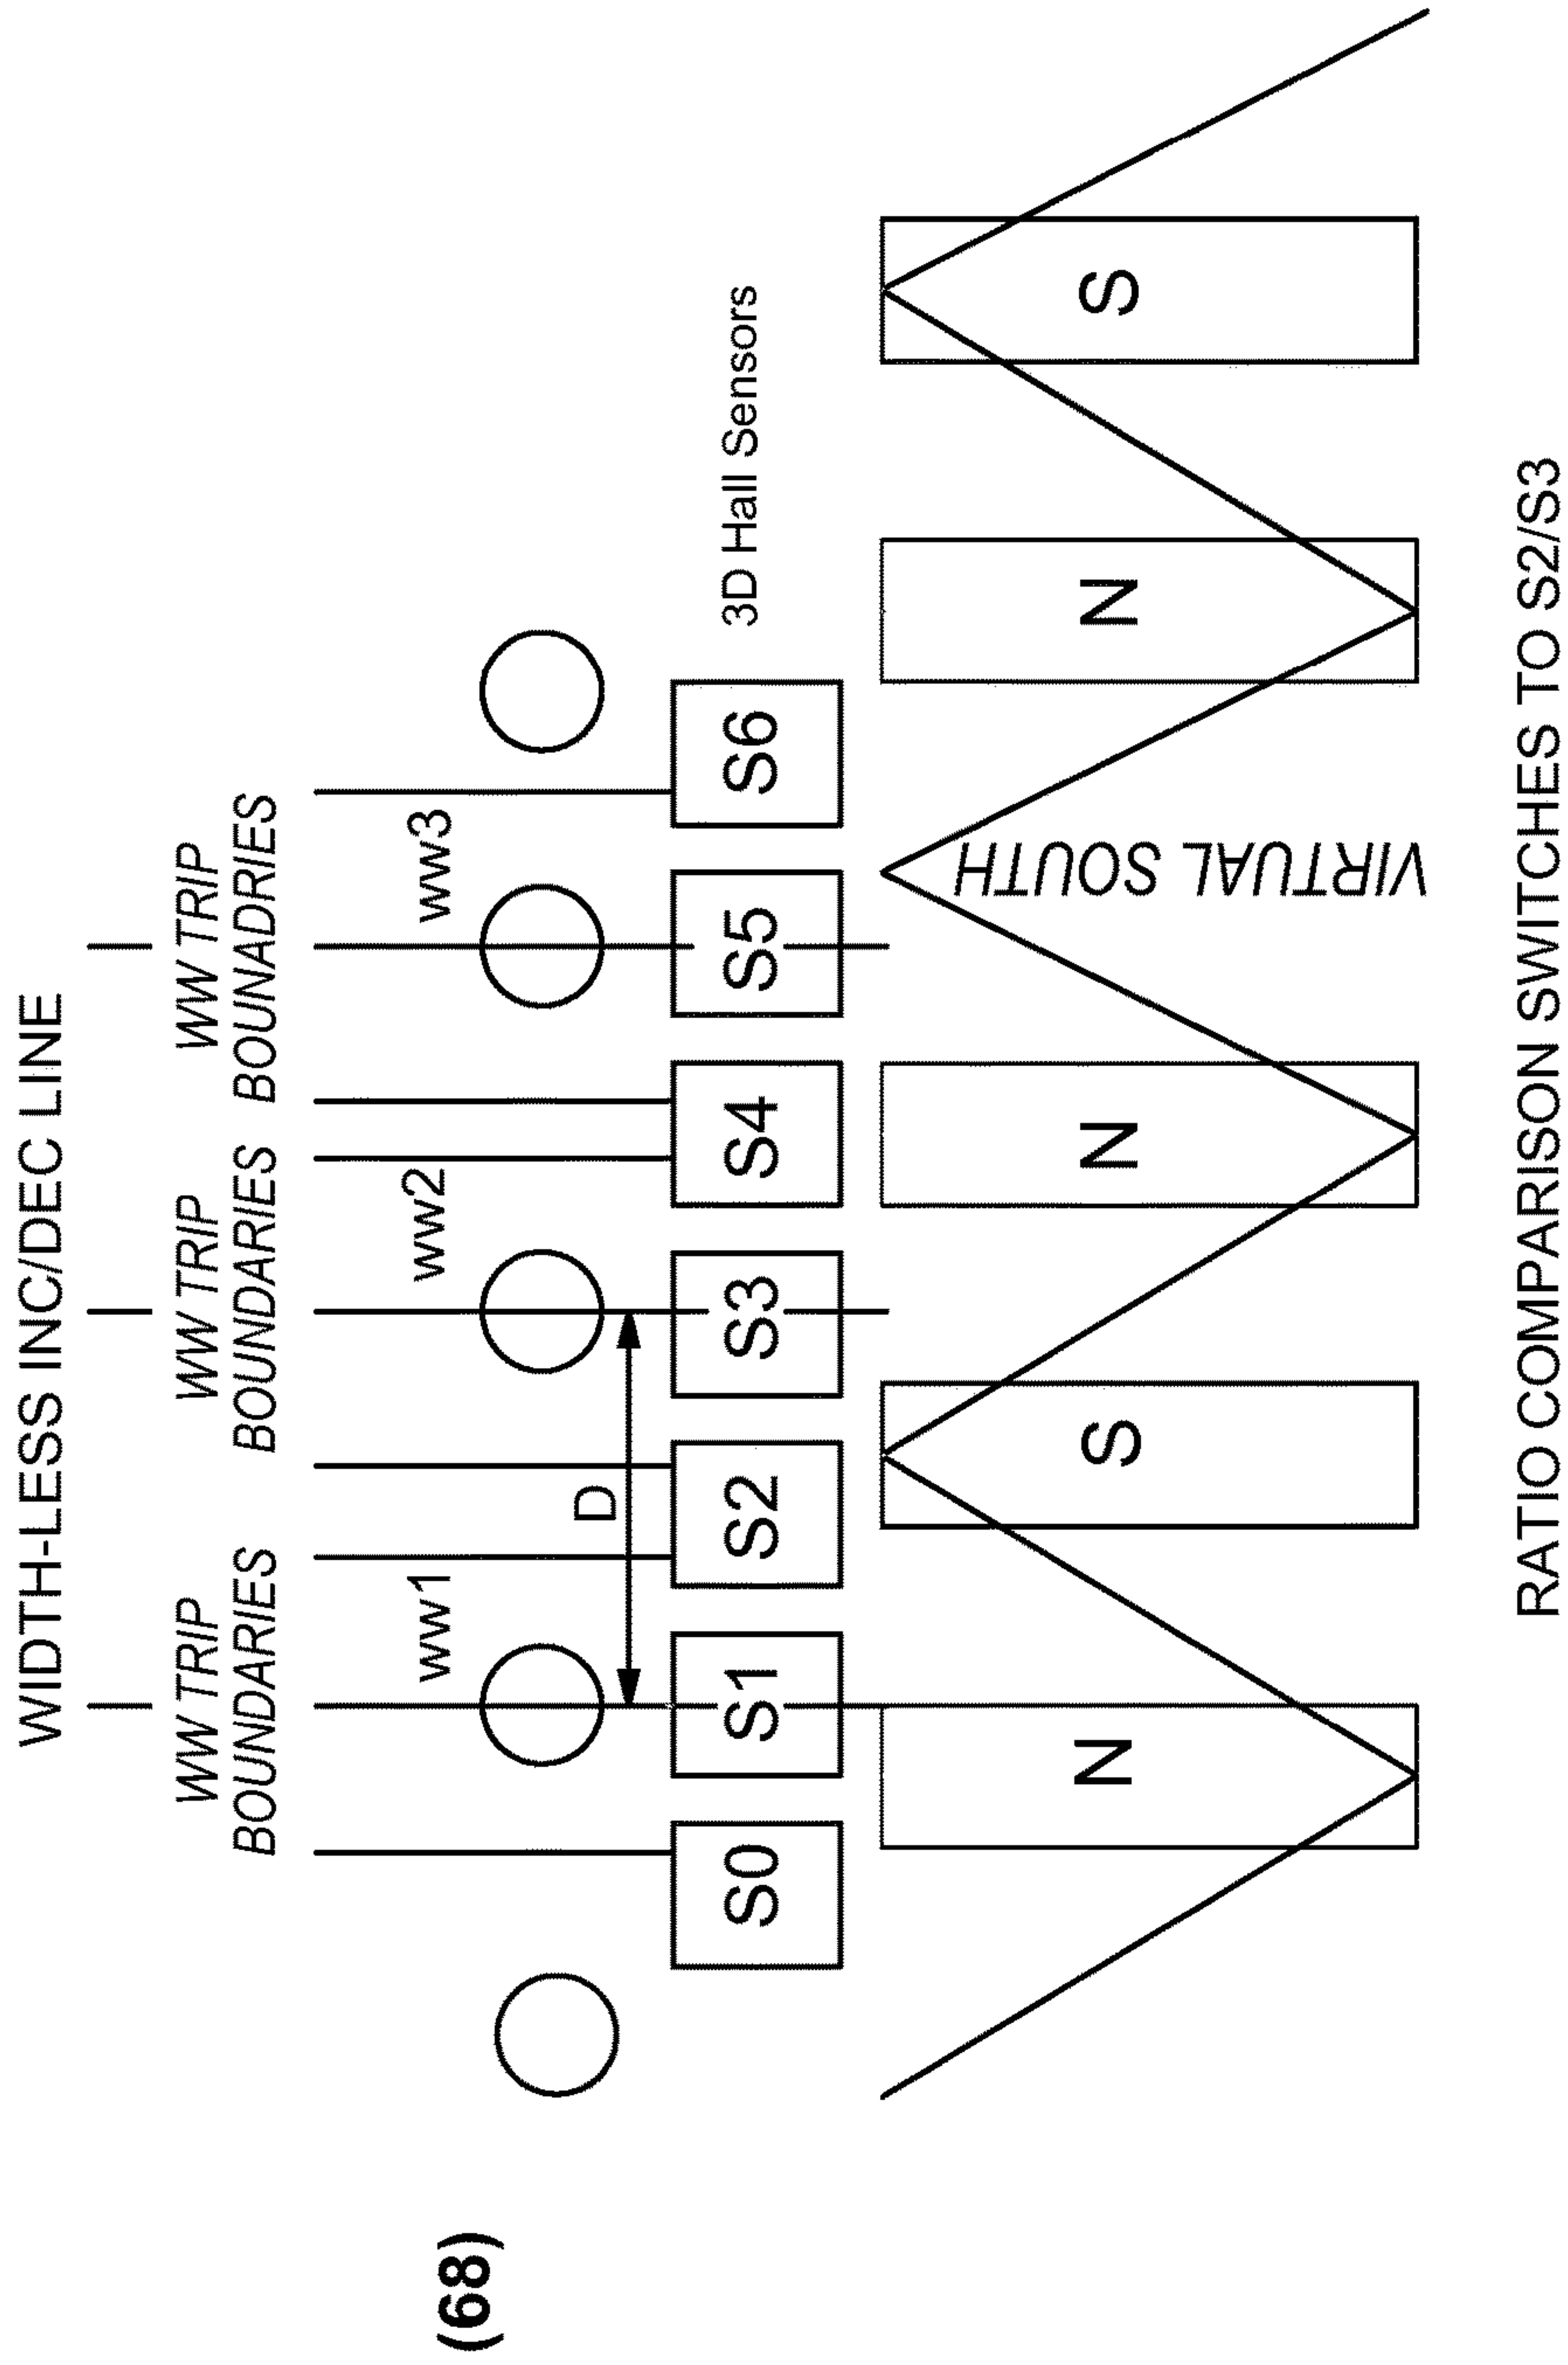 WIDTH-LESS INC/DEC LINE
WW TRIP
BOUNDARIES
WW TRIP
BOUNDARIES
WW TRIP
BOUNADRIES
ww1
ww2
ww3
(68)
D
S0
S1
S2
S3
S4
S5
S6
3D Hall Sensors
N
S
N
VIRTUAL SOUTH
N
S
RATIO COMPARISON SWITCHES TO S2/S3